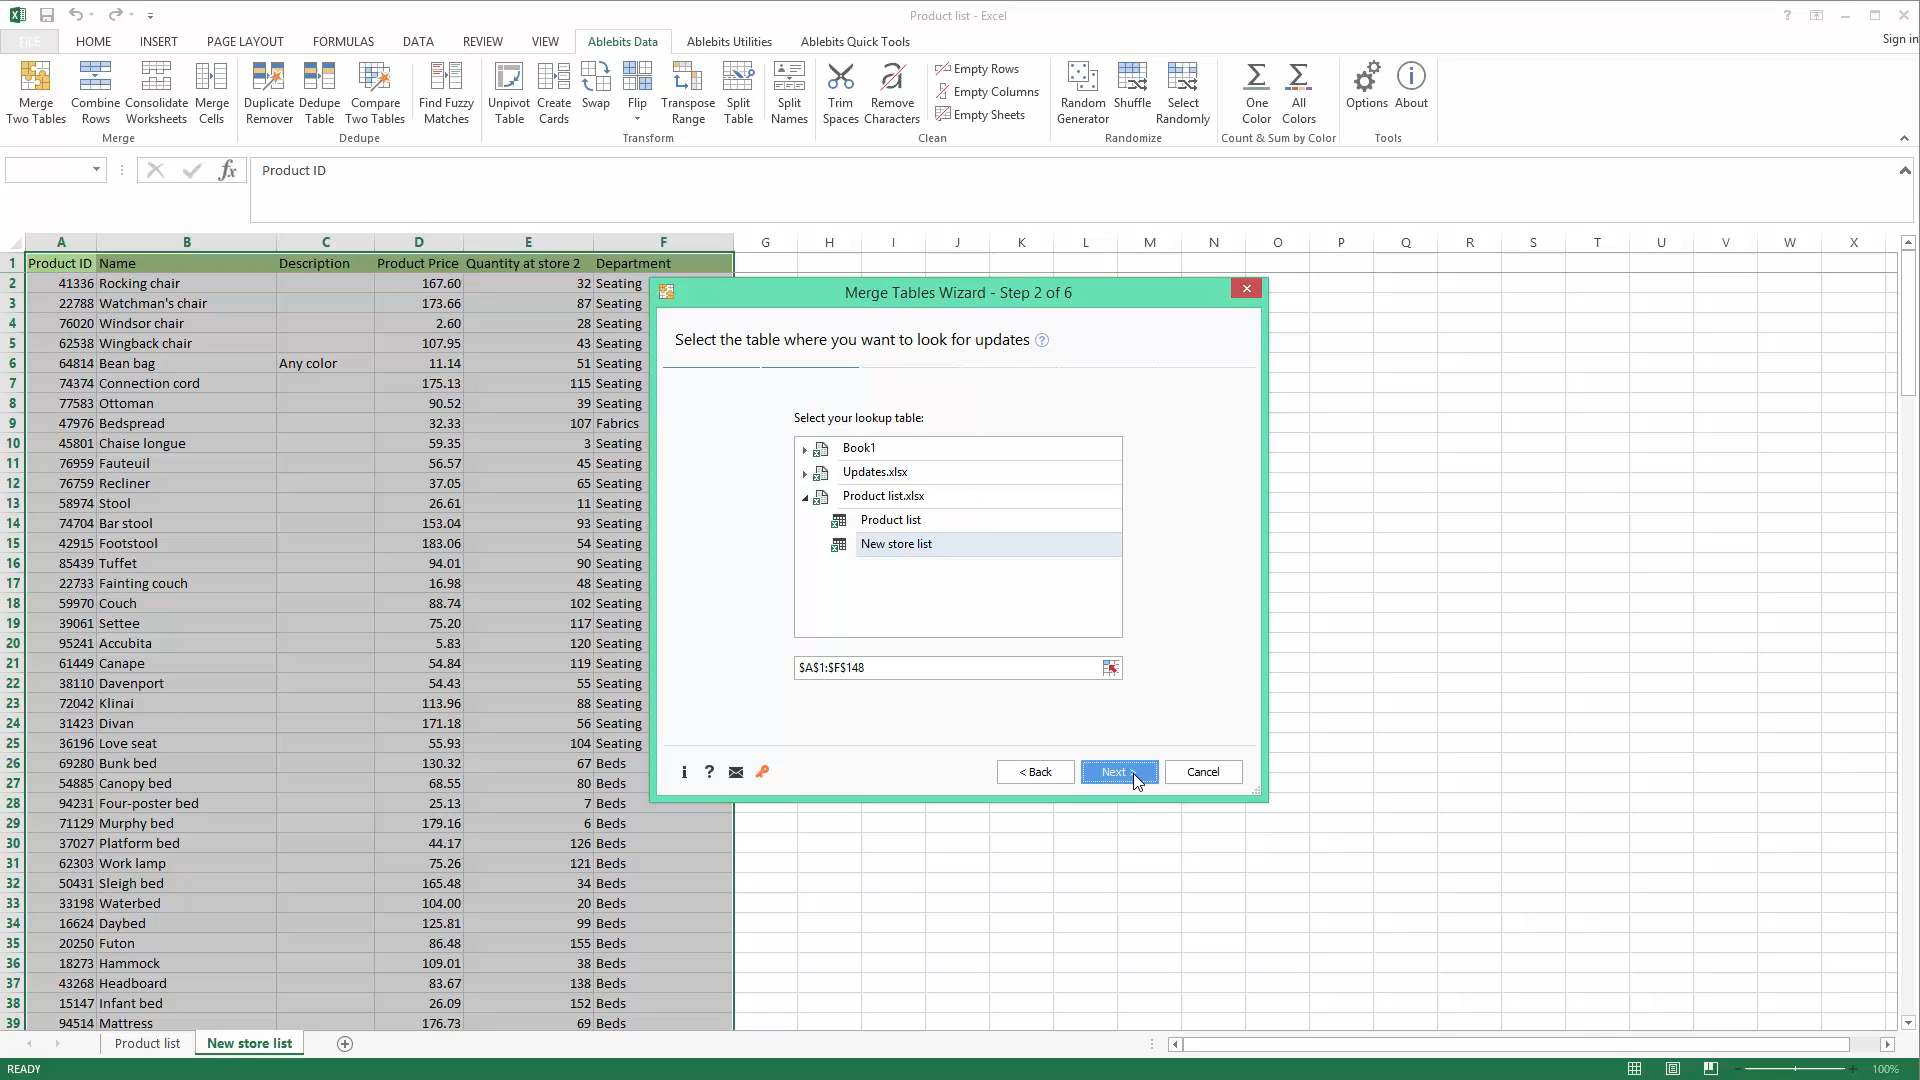 Product list - Excel
Sign in
FILE HOME INSERT PAGE LAYOUT FORMULAS DATA REVIEW VIEW Ablebits Data Ablebits Utilities Ablebits Quick Tools
Merge Two Tables
Combine Rows
Consolidate Worksheets
Merge Cells
Merge
Duplicate Remover
Dedupe Table
Compare Two Tables
Find Fuzzy Matches
Dedupe
Unpivot Table
Create Cards
Swap
Flip
Transpose Range
Split Table
Split Names
Transform
Trim Spaces
Remove Characters
Empty Rows
Empty Columns
Empty Sheets
Clean
Random Generator
Shuffle
Select Randomly
Randomize
One Color
All Colors
Count & Sum by Color
Options
About
Tools
fx Product ID
A B C D E F G H I J K L M N O P Q R S T U V W X
1 Product ID Name Description Product Price Quantity at store 2 Department
2 41336 Rocking chair 167.60 32 Seating
3 22788 Watchman's chair 173.66 87 Seating
4 76020 Windsor chair 2.60 28 Seating
5 62538 Wingback chair 107.95 43 Seating
6 64814 Bean bag Any color 11.14 51 Seating
7 74374 Connection cord 175.13 115 Seating
8 77583 Ottoman 90.52 39 Seating
9 47976 Bedspread 32.33 107 Fabrics
10 45801 Chaise longue 59.35 3 Seating
11 76959 Fauteuil 56.57 45 Seating
12 76759 Recliner 37.05 65 Seating
13 58974 Stool 26.61 11 Seating
14 74704 Bar stool 153.04 93 Seating
15 42915 Footstool 183.06 54 Seating
16 85439 Tuffet 94.01 90 Seating
17 22733 Fainting couch 16.98 48 Seating
18 59970 Couch 88.74 102 Seating
19 39061 Settee 75.20 117 Seating
20 95241 Accubita 5.83 120 Seating
21 61449 Canape 54.84 119 Seating
22 38110 Davenport 54.43 55 Seating
23 72042 Klinai 113.96 88 Seating
24 31423 Divan 171.18 56 Seating
25 36196 Love seat 55.93 104 Seating
26 69280 Bunk bed 130.32 67 Beds
27 54885 Canopy bed 68.55 80 Beds
28 94231 Four-poster bed 25.13 7 Beds
29 71129 Murphy bed 179.16 6 Beds
30 37027 Platform bed 44.17 126 Beds
31 62303 Work lamp 75.26 121 Beds
32 50431 Sleigh bed 165.48 34 Beds
33 33198 Waterbed 104.00 20 Beds
34 16624 Daybed 125.81 99 Beds
35 20250 Futon 86.48 155 Beds
36 18273 Hammock 109.01 38 Beds
37 43268 Headboard 83.67 138 Beds
38 15147 Infant bed 26.09 152 Beds
39 94514 Mattress 176.73 69 Beds
Merge Tables Wizard - Step 2 of 6
Select the table where you want to look for updates ?
Select your lookup table:
Book1
Updates.xlsx
Product list.xlsx
Product list
New store list
$A$1:$F$148
i ? < Back Next > Cancel
Product list New store list
READY
100%